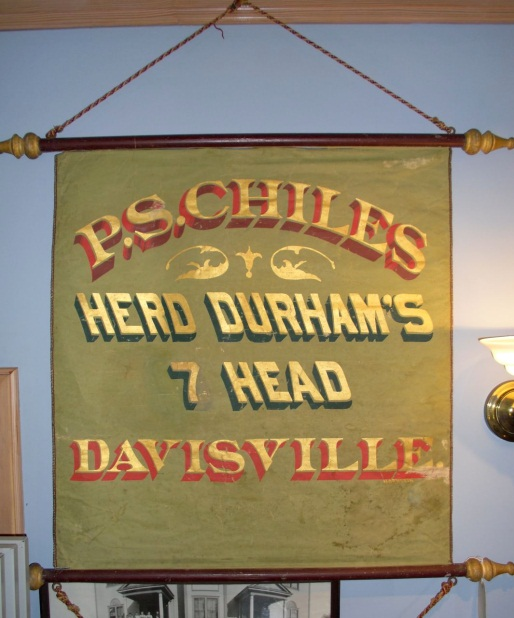 P.S. CHILES
HERD DURHAM'S
7 HEAD
DAVISVILLE.